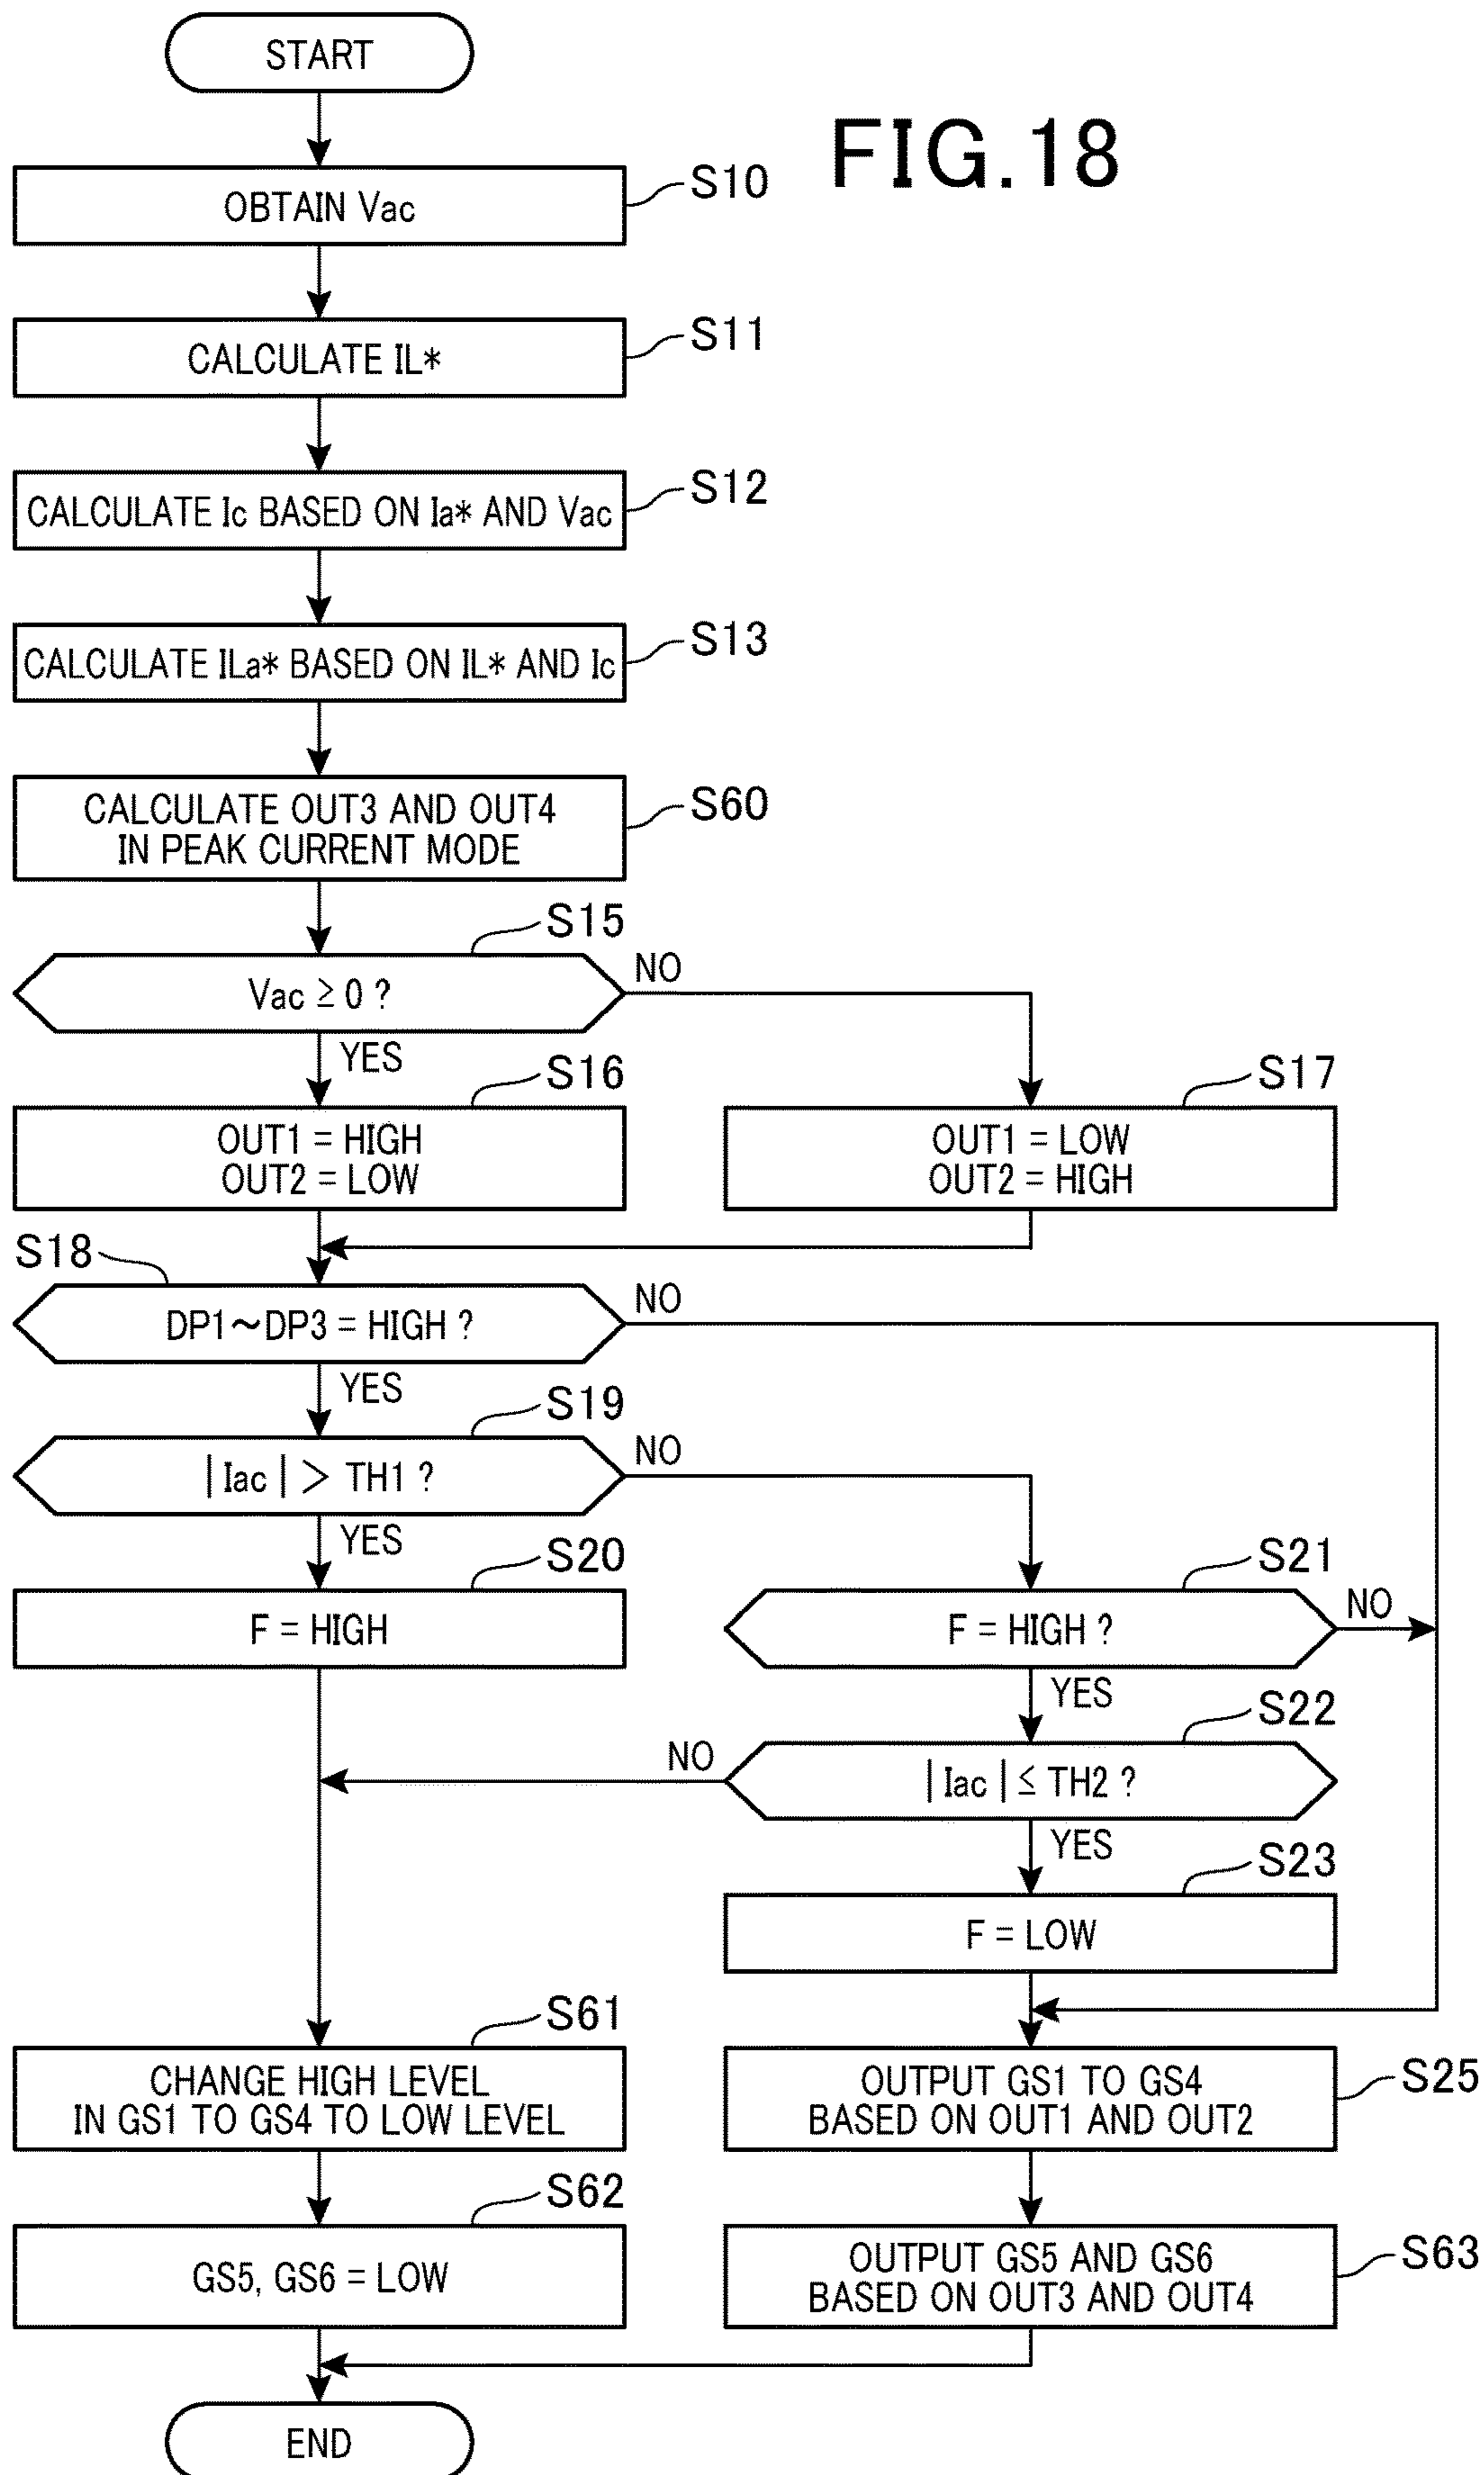 START
FIG.18
OBTAIN Vac
S10
CALCULATE IL*
S11
CALCULATE Ic BASED ON Ia* AND Vac
S12
CALCULATE ILa* BASED ON IL* AND Ic
S13
CALCULATE OUT3 AND OUT4
IN PEAK CURRENT MODE
S60
S15
Vac ≧ 0 ?
NO
YES
S16
OUT1 = HIGH
OUT2 = LOW
S17
OUT1 = LOW
OUT2 = HIGH
S18
DP1～DP3 = HIGH ?
NO
YES
S19
| Iac | > TH1 ?
NO
YES
S20
F = HIGH
S21
F = HIGH ?
NO
YES
S22
NO
| Iac | ≦ TH2 ?
YES
S23
F = LOW
S61
CHANGE HIGH LEVEL
IN GS1 TO GS4 TO LOW LEVEL
OUTPUT GS1 TO GS4
BASED ON OUT1 AND OUT2
S25
S62
GS5, GS6 = LOW
OUTPUT GS5 AND GS6
BASED ON OUT3 AND OUT4
S63
END